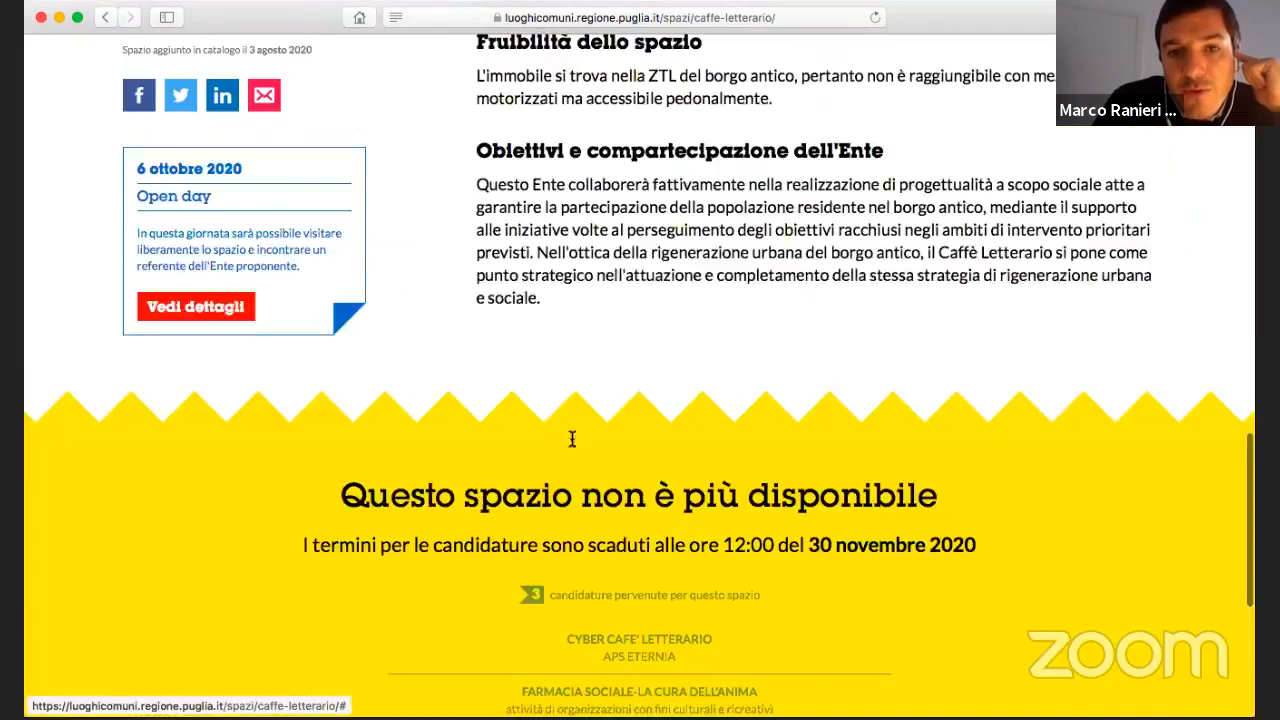 luoghicomuni.regione.puglia.it/spazi/caffe-letterario/
Marco Ranieri ...
Spazio aggiunto in catalogo il 3 agosto 2020
6 ottobre 2020
Open day
In questa giornata sarà possibile visitare
liberamente lo spazio e incontrare un
referente dell'Ente proponente.
Vedi dettagli
Fruibilità dello spazio
L'immobile si trova nella ZTL del borgo antico, pertanto non è raggiungibile con me
motorizzati ma accessibile pedonalmente.
Obiettivi e compartecipazione dell'Ente
Questo Ente collaborerà fattivamente nella realizzazione di progettualità a scopo sociale atte a
garantire la partecipazione della popolazione residente nel borgo antico, mediante il supporto
alle iniziative volte al perseguimento degli obiettivi racchiusi negli ambiti di intervento prioritari
previsti. Nell'ottica della rigenerazione urbana del borgo antico, il Caffè Letterario si pone come
punto strategico nell'attuazione e completamento della stessa strategia di rigenerazione urbana
e sociale.
Questo spazio non è più disponibile
I termini per le candidature sono scaduti alle ore 12:00 del 30 novembre 2020
3 candidature pervenute per questo spazio
CYBER CAFE' LETTERARIO
APS ETERNIA
FARMACIA SOCIALE-LA CURA DELL'ANIMA
attività di organizzazioni con fini culturali e ricreativi
zoom
https://luoghicomuni.regione.puglia.it/spazi/caffe-letterario/#